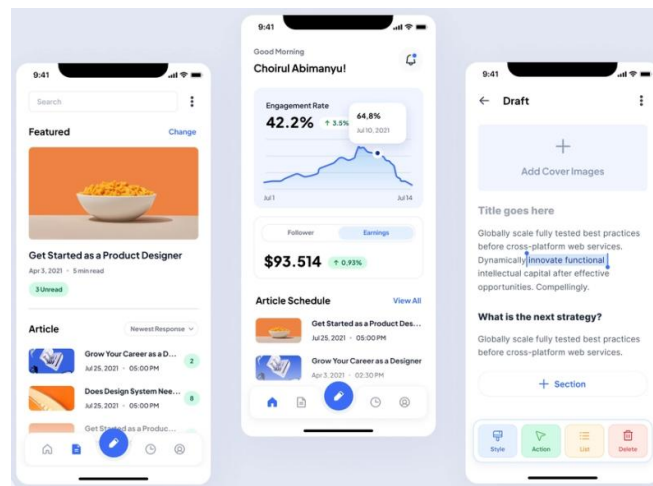 9:41
Search
Featured
Change
Get Started as a Product Designer
Apr 3, 2021 • 5 min read
3 Unread
Article
Newest Response
Grow Your Career as a D...
Jul 25, 2021 • 05:00 PM
2
Does Design System Nee...
Jul 25, 2021 • 05:00 PM
8
Get Started as a Produc...
9:41
Good Morning
Choirul Abimanyu!
Engagement Rate
42.2%
↑ 3.5%
64,8%
Jul 10, 2021
Jul 1
Jul 14
Follower
Earnings
$93.514
↑ 0,93%
Article Schedule
View All
Get Started as a Product Des...
Jul 25, 2021 • 05:00 PM
Grow Your Career as a Designer
Apr 3, 2021 • 02:30 PM
9:41
Draft
Add Cover Images
Title goes here
Globally scale fully tested best practices
before cross-platform web services.
Dynamically innovate functional
intellectual capital after effective
opportunities. Compellingly.
What is the next strategy?
Globally scale fully tested best practices
before cross-platform web services.
+ Section
Style
Action
List
Delete